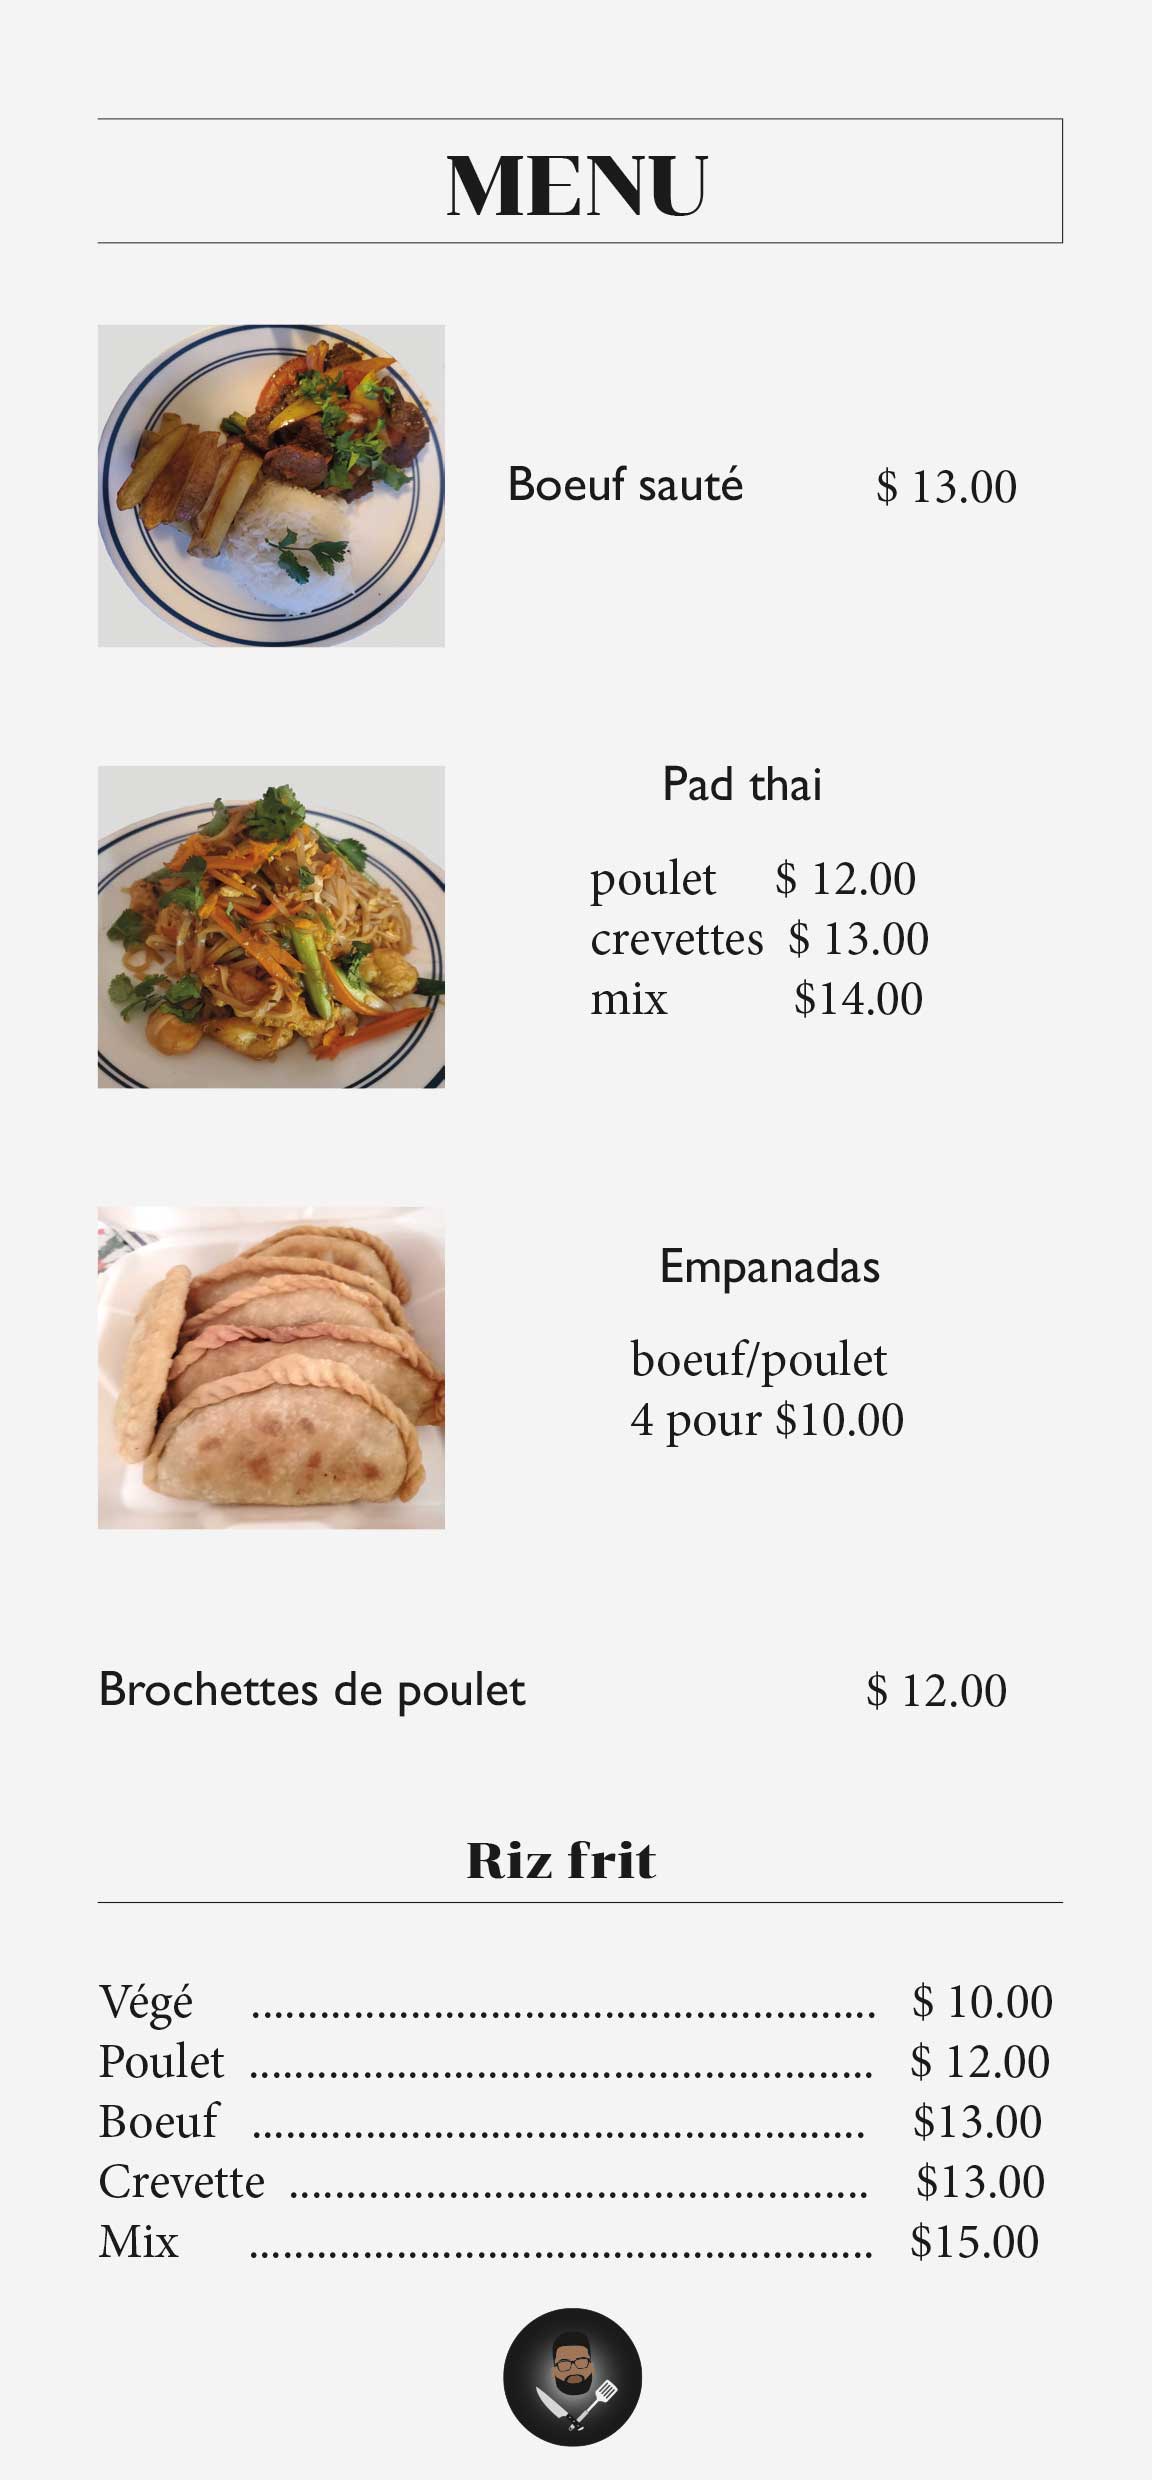 MENU
Boeuf sauté $ 13.00
Pad thai
poulet $ 12.00
crevettes $ 13.00
mix $14.00
Empanadas
boeuf/poulet
4 pour $10.00
Brochettes de poulet $ 12.00
Riz frit
Végé ........................................................ $ 10.00
Poulet ........................................................ $ 12.00
Boeuf ....................................................... $13.00
Crevette .................................................... $13.00
Mix ........................................................ $15.00